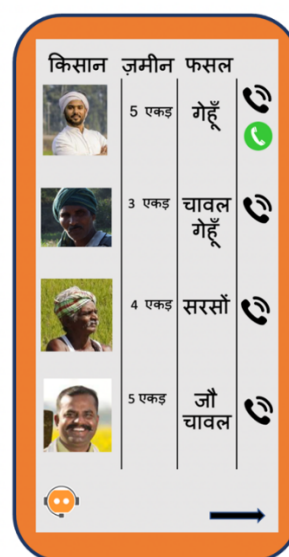 किसान ज़मीन फसल
5 एकड़ गेहूँ
3 एकड़ चावल
गेहूँ
4 एकड़ सरसों
5 एकड़ जौ
चावल